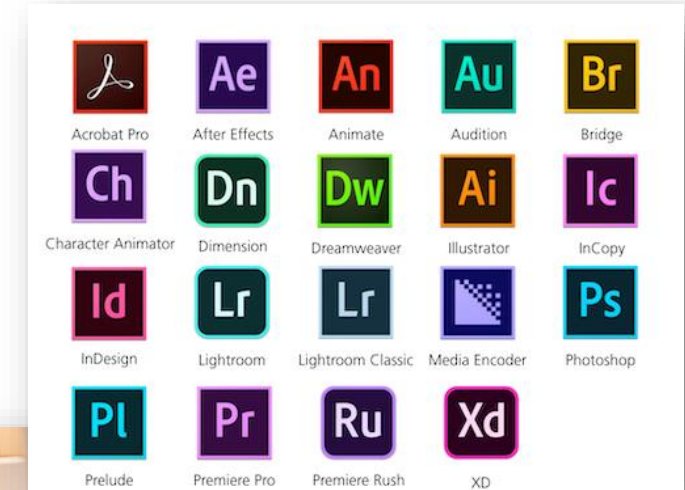 Ae An Au Br
Acrobat Pro After Effects Animate Audition Bridge
Ch Dn Dw Ai Ic
Character Animator Dimension Dreamweaver Illustrator InCopy
Id Lr Lr Ps
InDesign Lightroom Lightroom Classic Media Encoder Photoshop
Pl Pr Ru Xd
Prelude Premiere Pro Premiere Rush XD